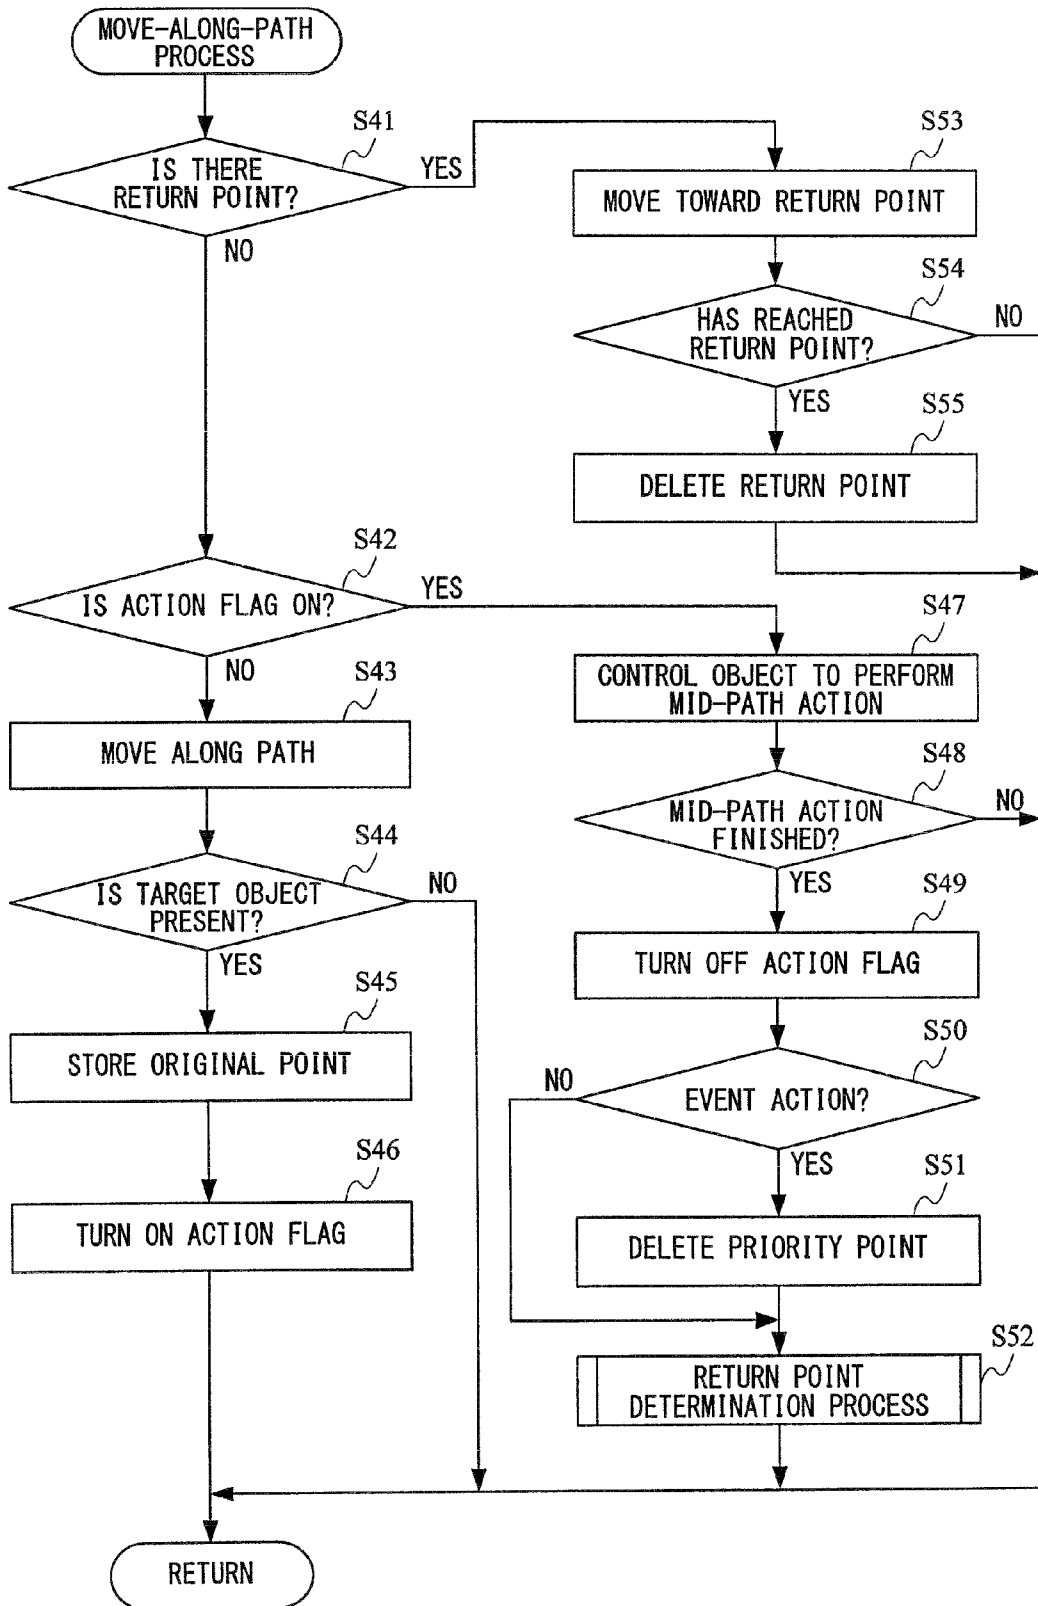 MOVE-ALONG-PATH
PROCESS
S41
IS THERE
RETURN POINT?
YES
NO
S53
MOVE TOWARD RETURN POINT
S54
HAS REACHED
RETURN POINT?
NO
YES
S55
DELETE RETURN POINT
S42
IS ACTION FLAG ON?
YES
NO
S43
MOVE ALONG PATH
S44
IS TARGET OBJECT
PRESENT?
NO
YES
S45
STORE ORIGINAL POINT
S46
TURN ON ACTION FLAG
S47
CONTROL OBJECT TO PERFORM
MID-PATH ACTION
S48
MID-PATH ACTION
FINISHED?
NO
YES
S49
TURN OFF ACTION FLAG
S50
EVENT ACTION?
NO
YES
S51
DELETE PRIORITY POINT
S52
RETURN POINT
DETERMINATION PROCESS
RETURN